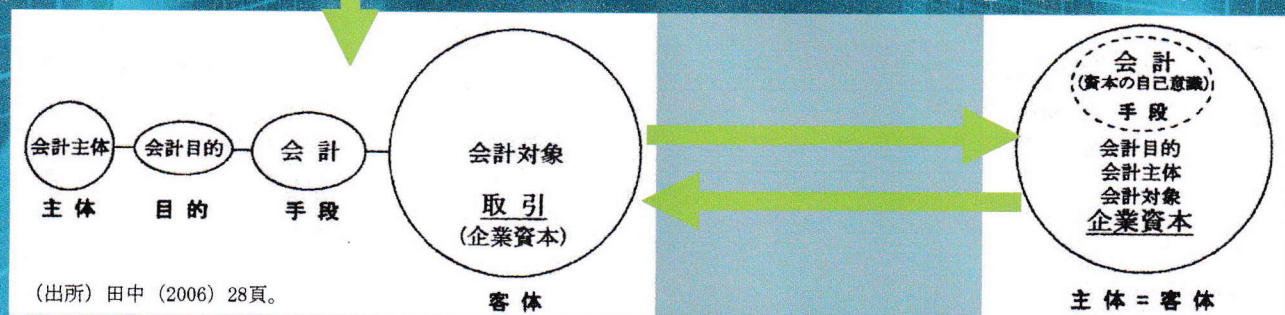 会計主体
主体
会計目的
目的
会計
手段
会計対象
取引
(企業資本)
客体
(出所) 田中 (2006) 28頁。
会計
(資本の自己意識)
手段
会計目的
会計主体
会計対象
企業資本
主体=客体